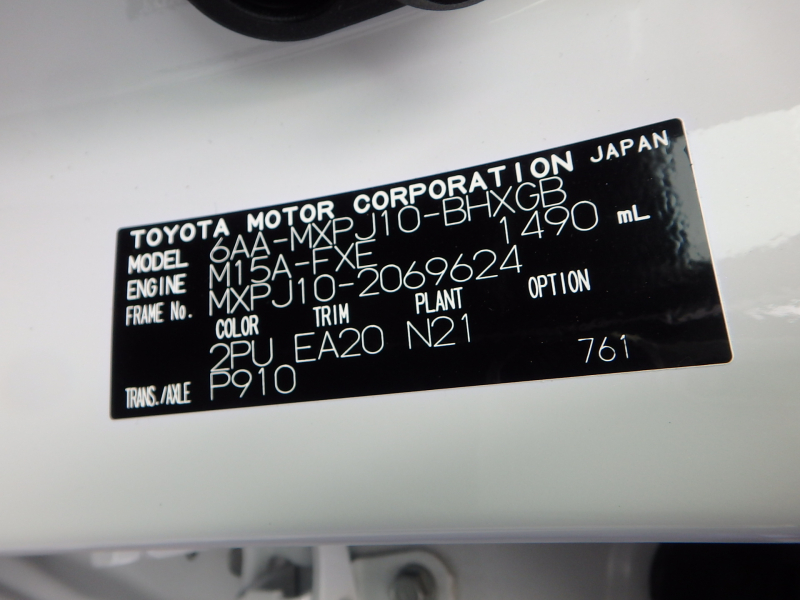 TOYOTA MOTOR CORPORATION JAPAN
MODEL 6AA-MXPJ10-BHXGB
ENGINE M15A-FXE 1490 mL
FRAME No. MXPJ10-2069624
COLOR TRIM PLANT OPTION
2PU EA20 N21
TRANS./AXLE P910 761